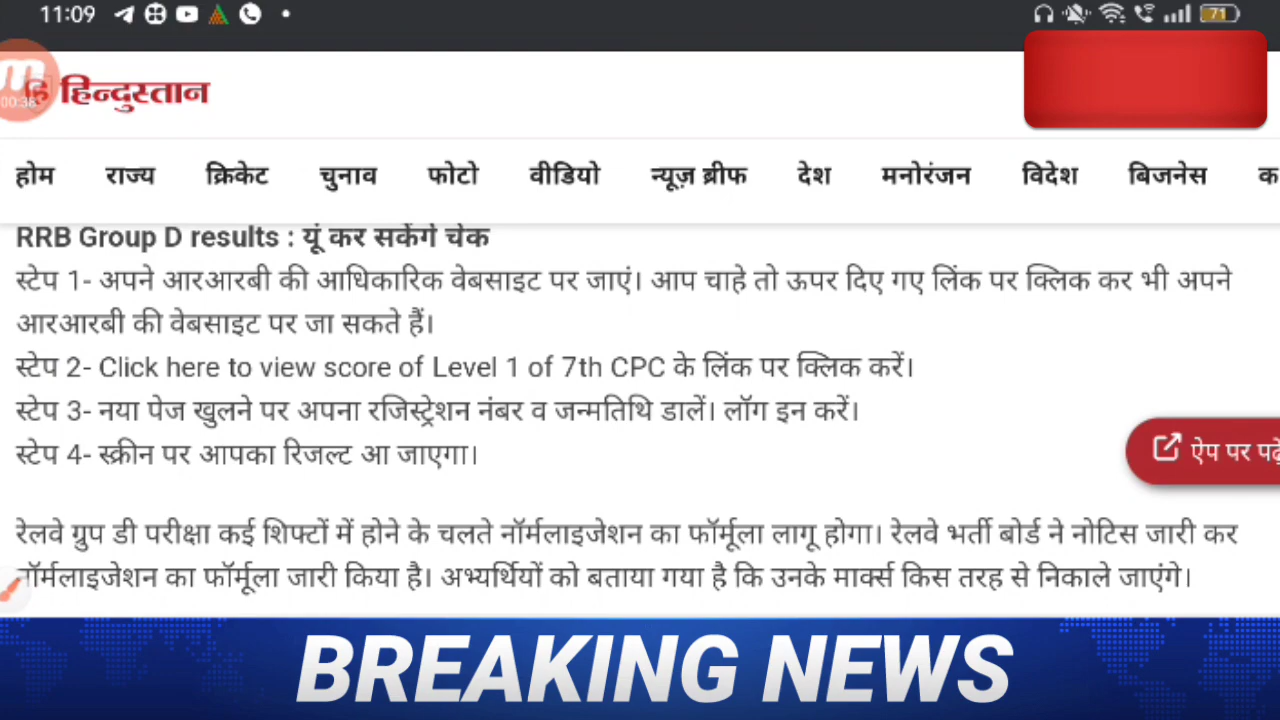 11:09
71
00:38
हि हिन्दुस्तान
होम राज्य क्रिकेट चुनाव फोटो वीडियो न्यूज़ ब्रीफ देश मनोरंजन विदेश बिजनेस क
RRB Group D results : यूं कर सकेंगे चेक
स्टेप 1- अपने आरआरबी की आधिकारिक वेबसाइट पर जाएं। आप चाहे तो ऊपर दिए गए लिंक पर क्लिक कर भी अपने
आरआरबी की वेबसाइट पर जा सकते हैं।
स्टेप 2- Click here to view score of Level 1 of 7th CPC के लिंक पर क्लिक करें।
स्टेप 3- नया पेज खुलने पर अपना रजिस्ट्रेशन नंबर व जन्मतिथि डालें। लॉग इन करें।
स्टेप 4- स्क्रीन पर आपका रिजल्ट आ जाएगा।
ऐप पर पढ़ें
रेलवे ग्रुप डी परीक्षा कई शिफ्टों में होने के चलते नॉर्मलाइजेशन का फॉर्मूला लागू होगा। रेलवे भर्ती बोर्ड ने नोटिस जारी कर
नॉर्मलाइजेशन का फॉर्मूला जारी किया है। अभ्यर्थियों को बताया गया है कि उनके मार्क्स किस तरह से निकाले जाएंगे।
BREAKING NEWS